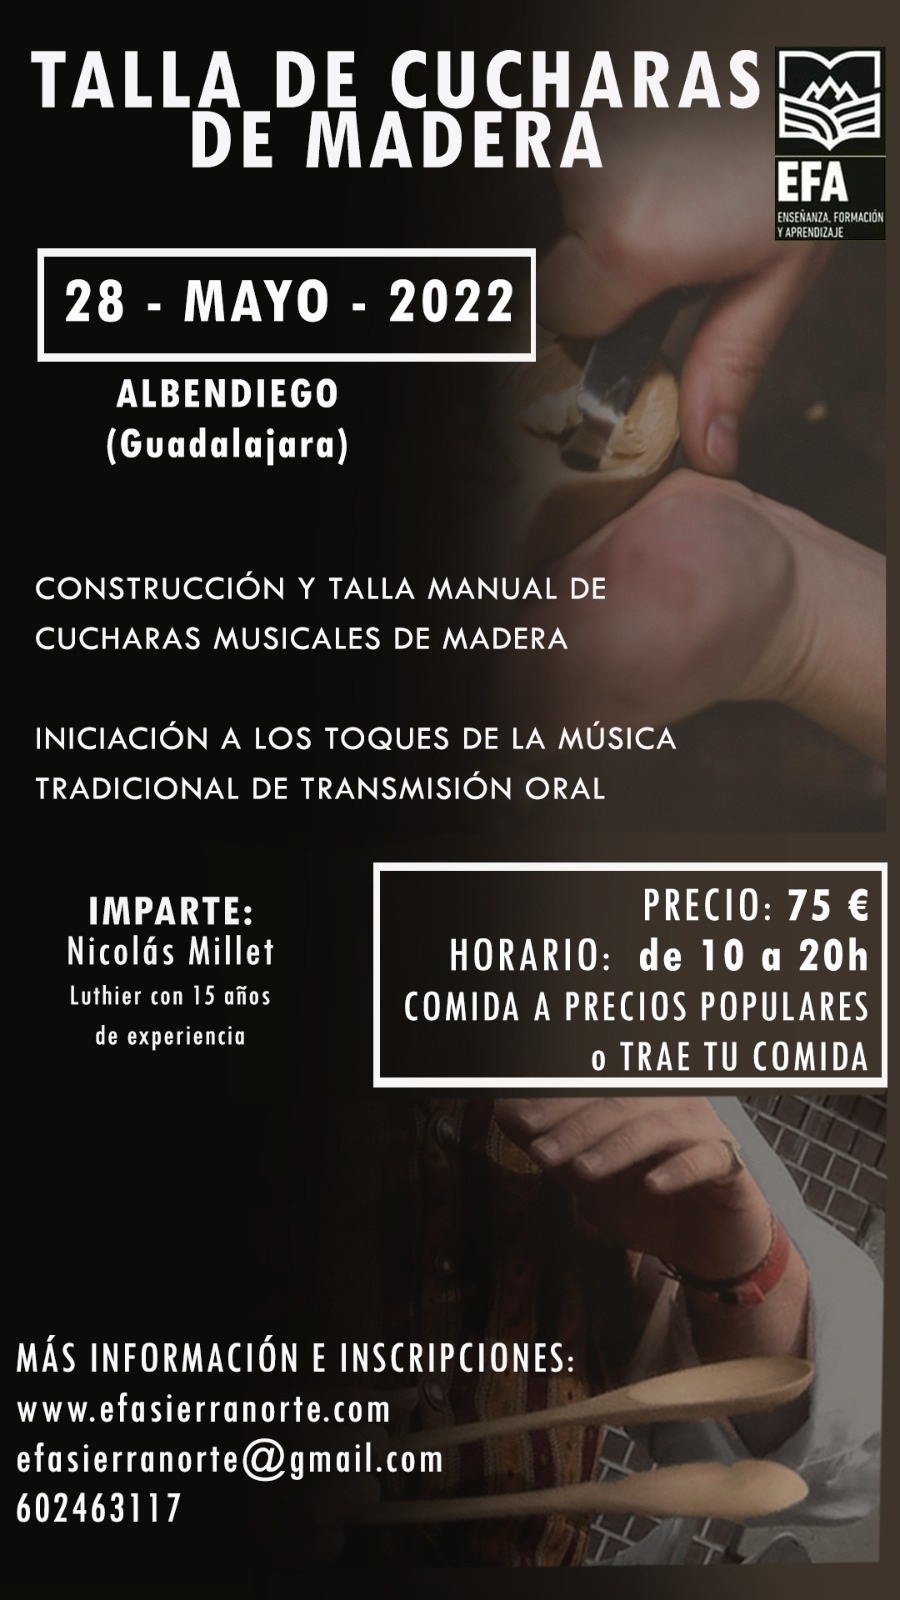 TALLA DE CUCHARAS
DE MADERA
EFA
ENSEÑANZA, FORMACIÓN
Y APRENDIZAJE
28 - MAYO - 2022
ALBENDIEGO
(Guadalajara)
CONSTRUCCIÓN Y TALLA MANUAL DE
CUCHARAS MUSICALES DE MADERA
INICIACIÓN A LOS TOQUES DE LA MÚSICA
TRADICIONAL DE TRANSMISIÓN ORAL
IMPARTE:
Nicolás Millet
Luthier con 15 años
de experiencia
PRECIO: 75 €
HORARIO: de 10 a 20h
COMIDA A PRECIOS POPULARES
o TRAE TU COMIDA
MÁS INFORMACIÓN E INSCRIPCIONES:
www.efasierranorte.com
efasierranorte@gmail.com
602463117